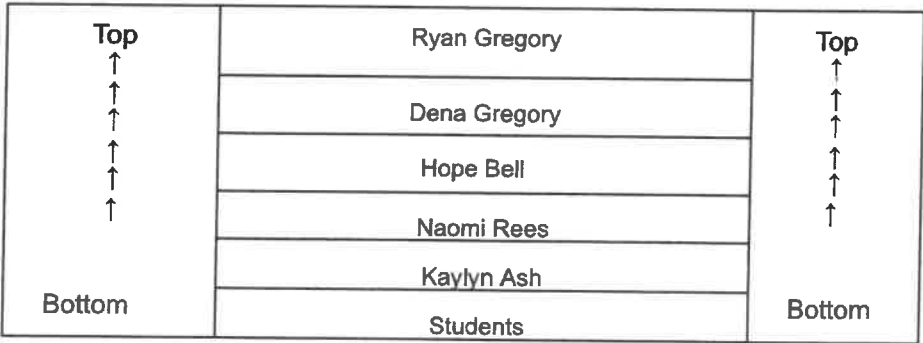 Top
↑
↑
↑
↑
↑
↑
Bottom
Ryan Gregory
Dena Gregory
Hope Bell
Naomi Rees
Kaylyn Ash
Students
Top
↑
↑
↑
↑
↑
↑
Bottom